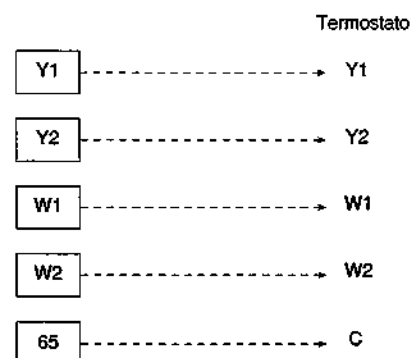 Termostato
Y1 Y1
Y2 Y2
W1 W1
W2 W2
65 C